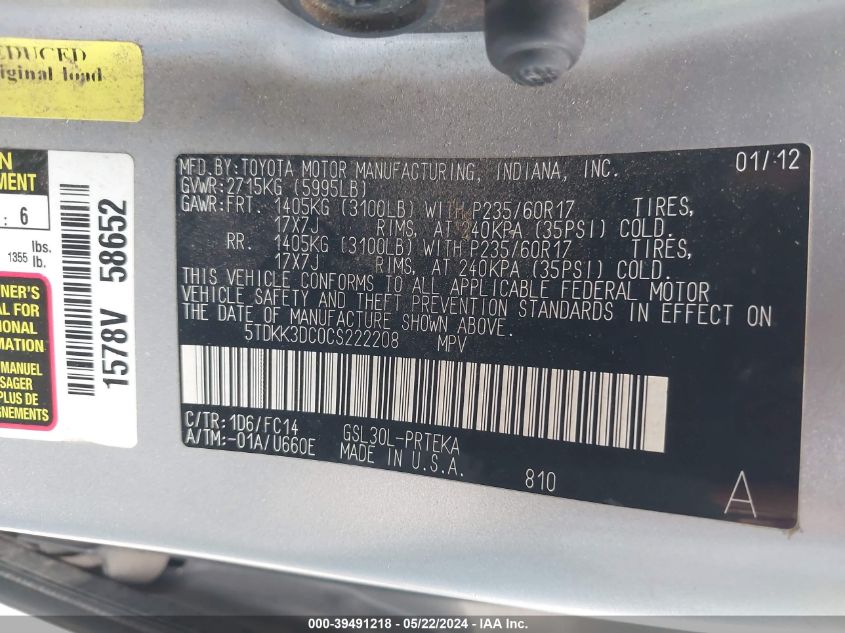 EDUCED
iginal load
N
MENT
: 6
lbs.
1355 lb.
NER'S
AL FOR
IONAL
MATION
MANUEL
SAGER
PLUS DE
GNEMENTS
1578V 58652
MFD.BY:TOYOTA MOTOR MANUFACTURING, INDIANA, INC. 01/12
GVWR:2715KG (5995LB)
GAWR:FRT. 1405KG (3100LB) WITH P235/60R17 TIRES,
17X7J RIMS, AT 240KPA (35PSI) COLD.
RR. 1405KG (3100LB) WITH P235/60R17 TIRES,
17X7J RIMS, AT 240KPA (35PSI) COLD.
THIS VEHICLE CONFORMS TO ALL APPLICABLE FEDERAL MOTOR
VEHICLE SAFETY AND THEFT PREVENTION STANDARDS IN EFFECT ON
THE DATE OF MANUFACTURE SHOWN ABOVE.
5TDKK3DC0CS222208 MPV
C/TR:1D6/FC14 GSL30L-PRTEKA
A/TM:-01A/U660E MADE IN U.S.A.
810
A
000-39491218 - 05/22/2024 - IAA Inc.